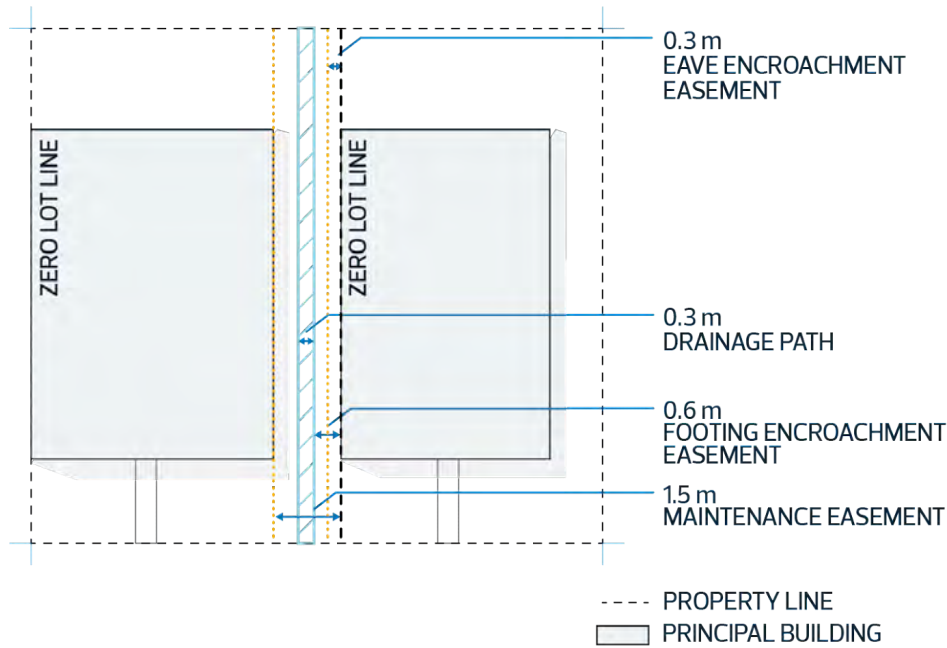 0.3 m
EAVE ENCROACHMENT
EASEMENT
ZERO LOT LINE
ZERO LOT LINE
0.3 m
DRAINAGE PATH
0.6 m
FOOTING ENCROACHMENT
EASEMENT
1.5 m
MAINTENANCE EASEMENT
PROPERTY LINE
PRINCIPAL BUILDING